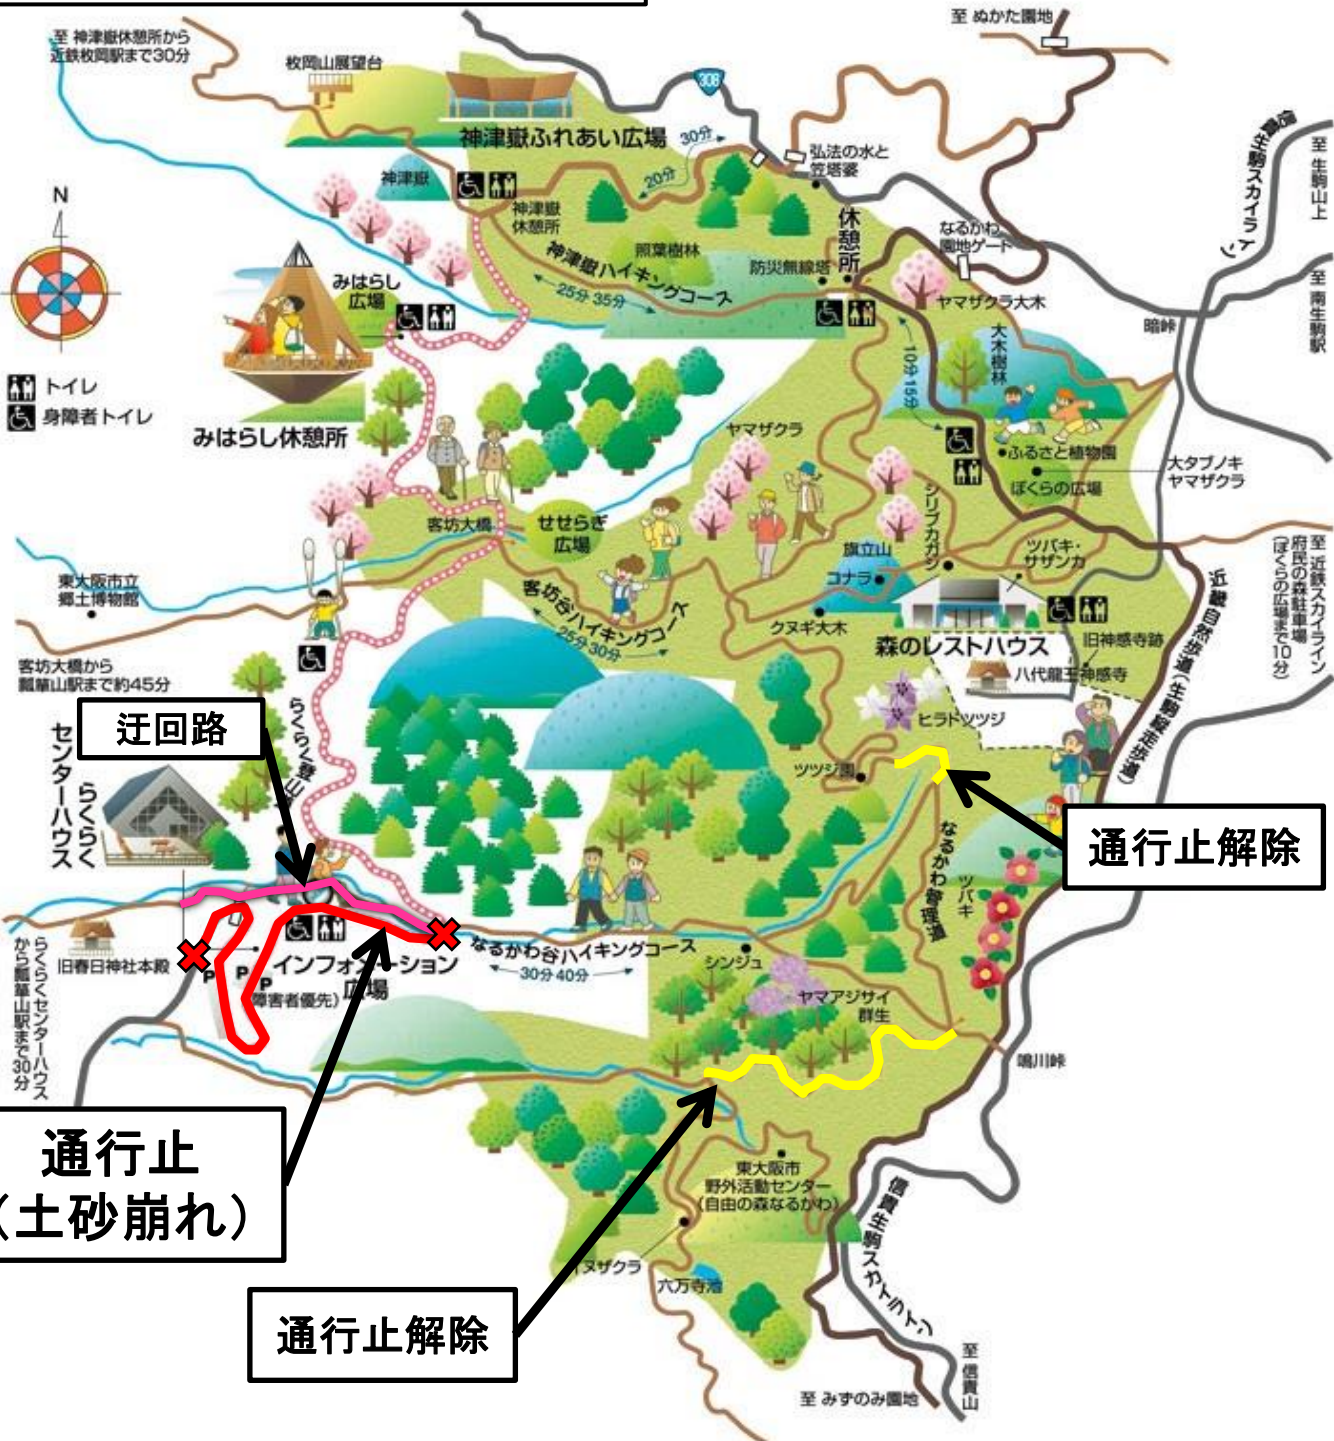 至 ぬかた園地
至 神津嶽休憩所から
近鉄枚岡駅まで30分
枚岡山展望台
308
神津嶽ふれあい広場
30分
20分
弘法の水と
笠塔婆
信貴生駒スカイライン
至 生駒山上
神津嶽
神津嶽
休憩所
休憩所
なるかわ
園地ゲート
N
照葉樹林
神津嶽ハイキングコース
防災無線塔
25分 35分
みはらし
広場
ヤマザクラ大木
至 南生駒駅
暗峠
大木樹林
10分 15分
トイレ
身障者トイレ
みはらし休憩所
ヤマザクラ
ふるさと植物園
ぼくらの広場
大タブノキ
ヤマザクラ
シリブカガシ
客坊大橋
せせらぎ
広場
旗立山
コナラ
ツバキ・
サザンカ
至 近鉄スカイライン
府民の森駐車場
(ぼくらの広場まで10分)
東大阪市立
郷土博物館
客坊谷ハイキングコース
25分 30分
クヌギ大木
森のレストハウス
旧神感寺跡
八代龍王神感寺
近畿自然歩道(生駒縦走歩道)
客坊大橋から
瓢箪山駅まで約45分
迂回路
らくらく登山
ヒラドツツジ
ツツジ園
らくらく
センターハウス
通行止解除
なるかわ管理道
ツバキ
旧春日神社本殿
らくらくセンターハウス
から瓢箪山駅まで30分
P
P
P
インフォメーション
広場
(障害者優先)
なるかわ谷ハイキングコース
30分 40分
シンジュ
ヤマアジサイ
群生
鳴川峠
通行止
(土砂崩れ)
東大阪市
野外活動センター
(自由の森なるかわ)
イヌザクラ
六万寺池
通行止解除
信貴生駒スカイライン
至 信貴山
至 みずのみ園地